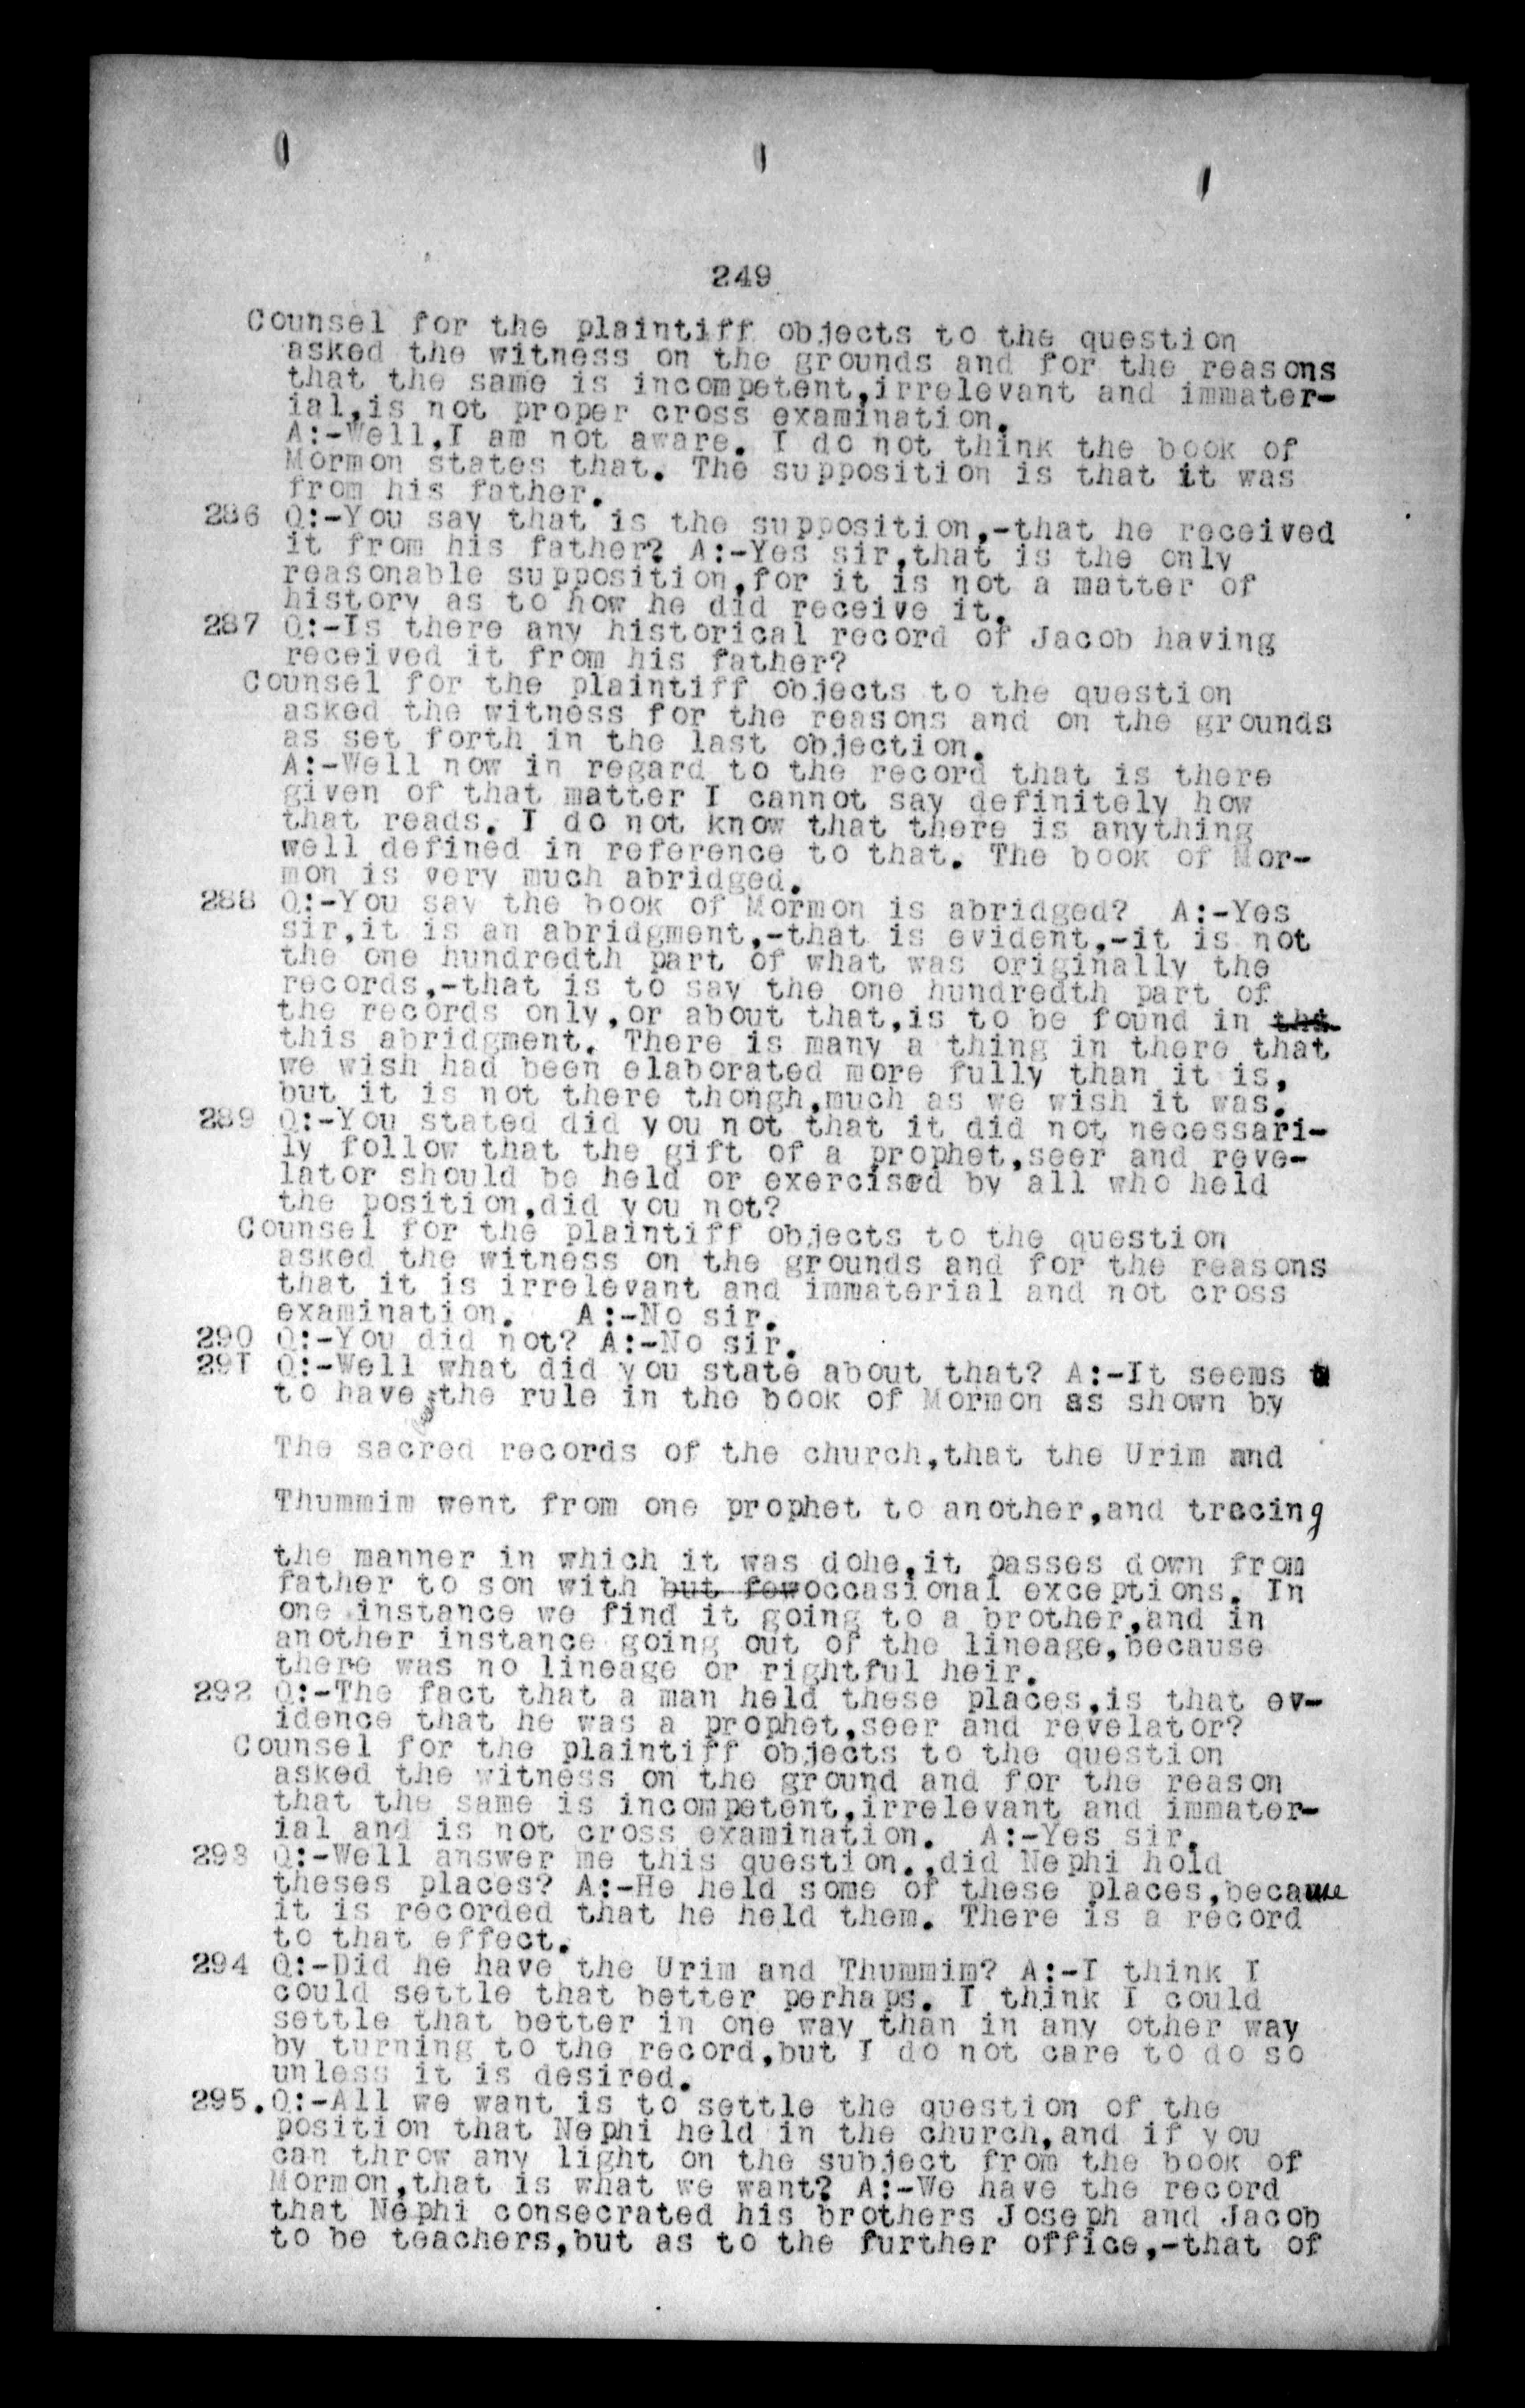 249
Counsel for the plaintiff objects to the question
asked the witness on the grounds and for the reasons
that the same is incompetent,irrelevant and immater-
ial,is not proper cross examination.
A:-Well,I am not aware. I do not think the book of
Mormon states that. The supposition is that it was
from his father.
286 Q:-You say that is the supposition,-that he received
it from his father? A:-Yes sir,that is the only
reasonable supposition,for it is not a matter of
history as to how he did receive it.
287 Q:-Is there any historical record of Jacob having
received it from his father?
Counsel for the plaintiff objects to the question
asked the witness for the reasons and on the grounds
as set forth in the last objection.
A:-Well now in regard to the record that is there
given of that matter I cannot say definitely how
that reads. I do not know that there is anything
well defined in reference to that. The book of Mor-
mon is very much abridged.
288 Q:-You say the book of Mormon is abridged? A:-Yes
sir,it is an abridgment,-that is evident,-it is not
the one hundredth part of what was originally the
records,-that is to say the one hundredth part of
the records only,or about that,is to be found in
this abridgment. There is many a thing in there that
we wish had been elaborated more fully than it is,
but it is not there thongh,much as we wish it was.
289 Q:-You stated did you not that it did not necessari-
ly follow that the gift of a prophet,seer and reve-
lator should be held or exercised by all who held
the position,did you not?
Counsel for the plaintiff objects to the question
asked the witness on the grounds and for the reasons
that it is irrelevant and immaterial and not cross
examination. A:-No sir.
290 Q:-You did not? A:-No sir.
291 Q:-Well what did you state about that? A:-It seems
to have the rule in the book of Mormon as shown by
The sacred records of the church,that the Urim and
Thummim went from one prophet to another,and tracing
the manner in which it was dohe,it passes down from
father to son with but few occasional exceptions. In
one instance we find it going to a brother,and in
another instance going out of the lineage,because
there was no lineage or rightful heir.
292 Q:-The fact that a man held these places,is that ev-
idence that he was a prophet,seer and revelator?
Counsel for the plaintiff objects to the question
asked the witness on the ground and for the reason
that the same is incompetent,irrelevant and immater-
ial and is not cross examination. A:-Yes sir.
293 Q:-Well answer me this question.,did Nephi hold
theses places? A:-He held some of these places,because
it is recorded that he held them. There is a record
to that effect.
294 Q:-Did he have the Urim and Thummim? A:-I think I
could settle that better perhaps. I think I could
settle that better in one way than in any other way
by turning to the record,but I do not care to do so
unless it is desired.
295.Q:-All we want is to settle the question of the
position that Nephi held in the church,and if you
can throw any light on the subject from the book of
Mormon,that is what we want? A:-We have the record
that Nephi consecrated his brothers Joseph and Jacob
to be teachers,but as to the further office,-that of